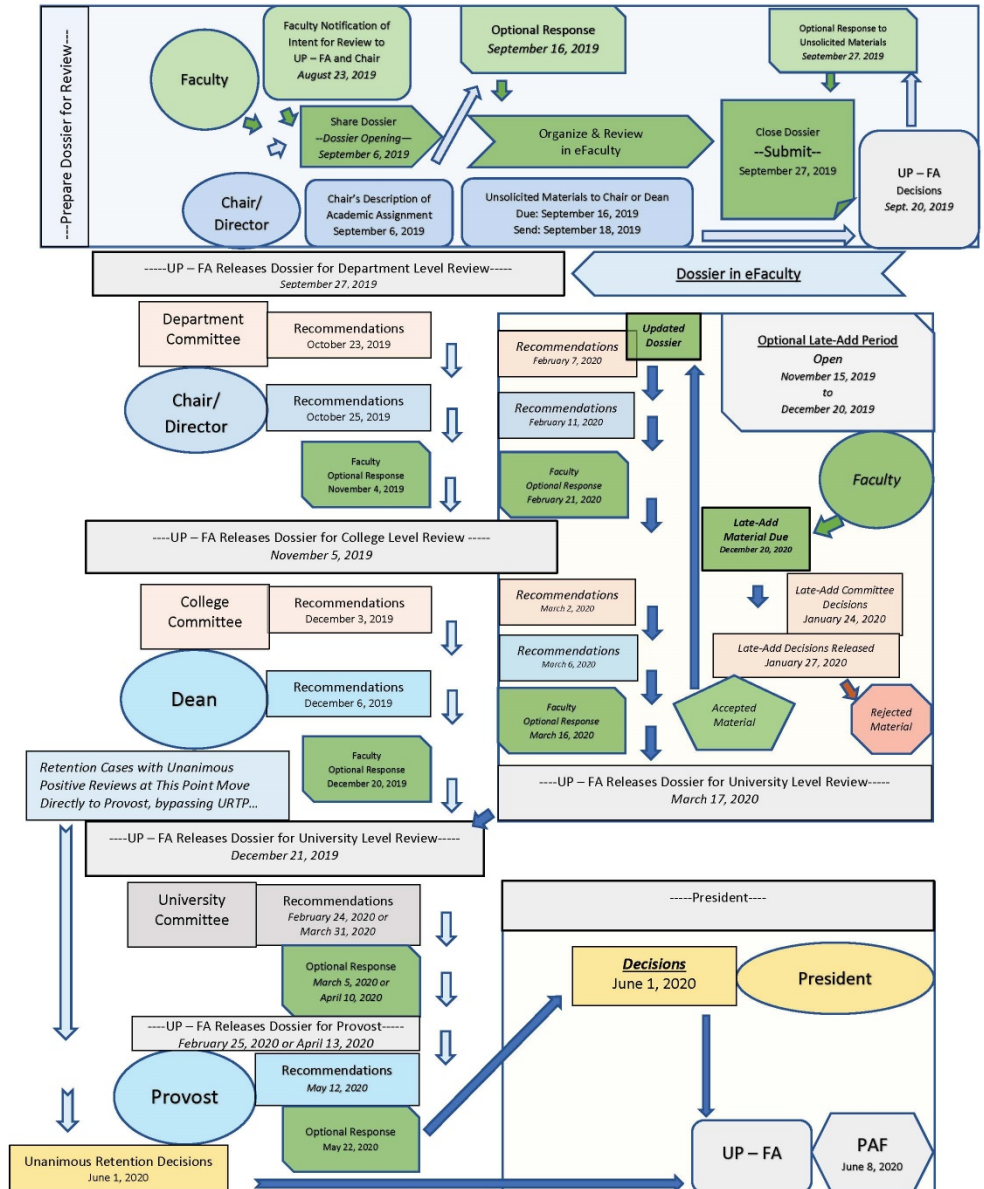 ---Prepare Dossier for Review---
Faculty
Faculty Notification of
Intent for Review to
UP – FA and Chair
August 23, 2019
Optional Response
September 16, 2019
Optional Response to
Unsolicited Materials
September 27, 2019
Share Dossier
--Dossier Opening—
September 6, 2019
Organize & Review
in eFaculty
Close Dossier
--Submit--
September 27, 2019
UP – FA
Decisions
Sept. 20, 2019
Chair/
Director
Chair's Description of
Academic Assignment
September 6, 2019
Unsolicited Materials to Chair or Dean
Due: September 16, 2019
Send: September 18, 2019
-----UP – FA Releases Dossier for Department Level Review-----
September 27, 2019
Dossier in eFaculty
Department
Committee
Recommendations
October 23, 2019
Chair/
Director
Recommendations
October 25, 2019
Faculty
Optional Response
November 4, 2019
Recommendations
February 7, 2020
Updated
Dossier
Optional Late-Add Period
Open
November 15, 2019
to
December 20, 2019
Recommendations
February 11, 2020
Faculty
Optional Response
February 21, 2020
Faculty
Late-Add
Material Due
December 20, 2020
----UP – FA Releases Dossier for College Level Review -----
November 5, 2019
Late-Add Committee
Decisions
January 24, 2020
Late-Add Decisions Released
January 27, 2020
Accepted
Material
Rejected
Material
College
Committee
Recommendations
December 3, 2019
Dean
Recommendations
December 6, 2019
Faculty
Optional Response
December 20, 2019
Recommendations
March 2, 2020
Recommendations
March 6, 2020
Faculty
Optional Response
March 16, 2020
Retention Cases with Unanimous
Positive Reviews at This Point Move
Directly to Provost, bypassing URTP…
----UP – FA Releases Dossier for University Level Review-----
March 17, 2020
----UP – FA Releases Dossier for University Level Review-----
December 21, 2019
University
Committee
Recommendations
February 24, 2020 or
March 31, 2020
Optional Response
March 5, 2020 or
April 10, 2020
-----UP – FA Releases Dossier for Provost-----
February 25, 2020 or April 13, 2020
Provost
Recommendations
May 12, 2020
Optional Response
May 22, 2020
Unanimous Retention Decisions
June 1, 2020
-----President----
Decisions
June 1, 2020
President
UP – FA
PAF
June 8, 2020